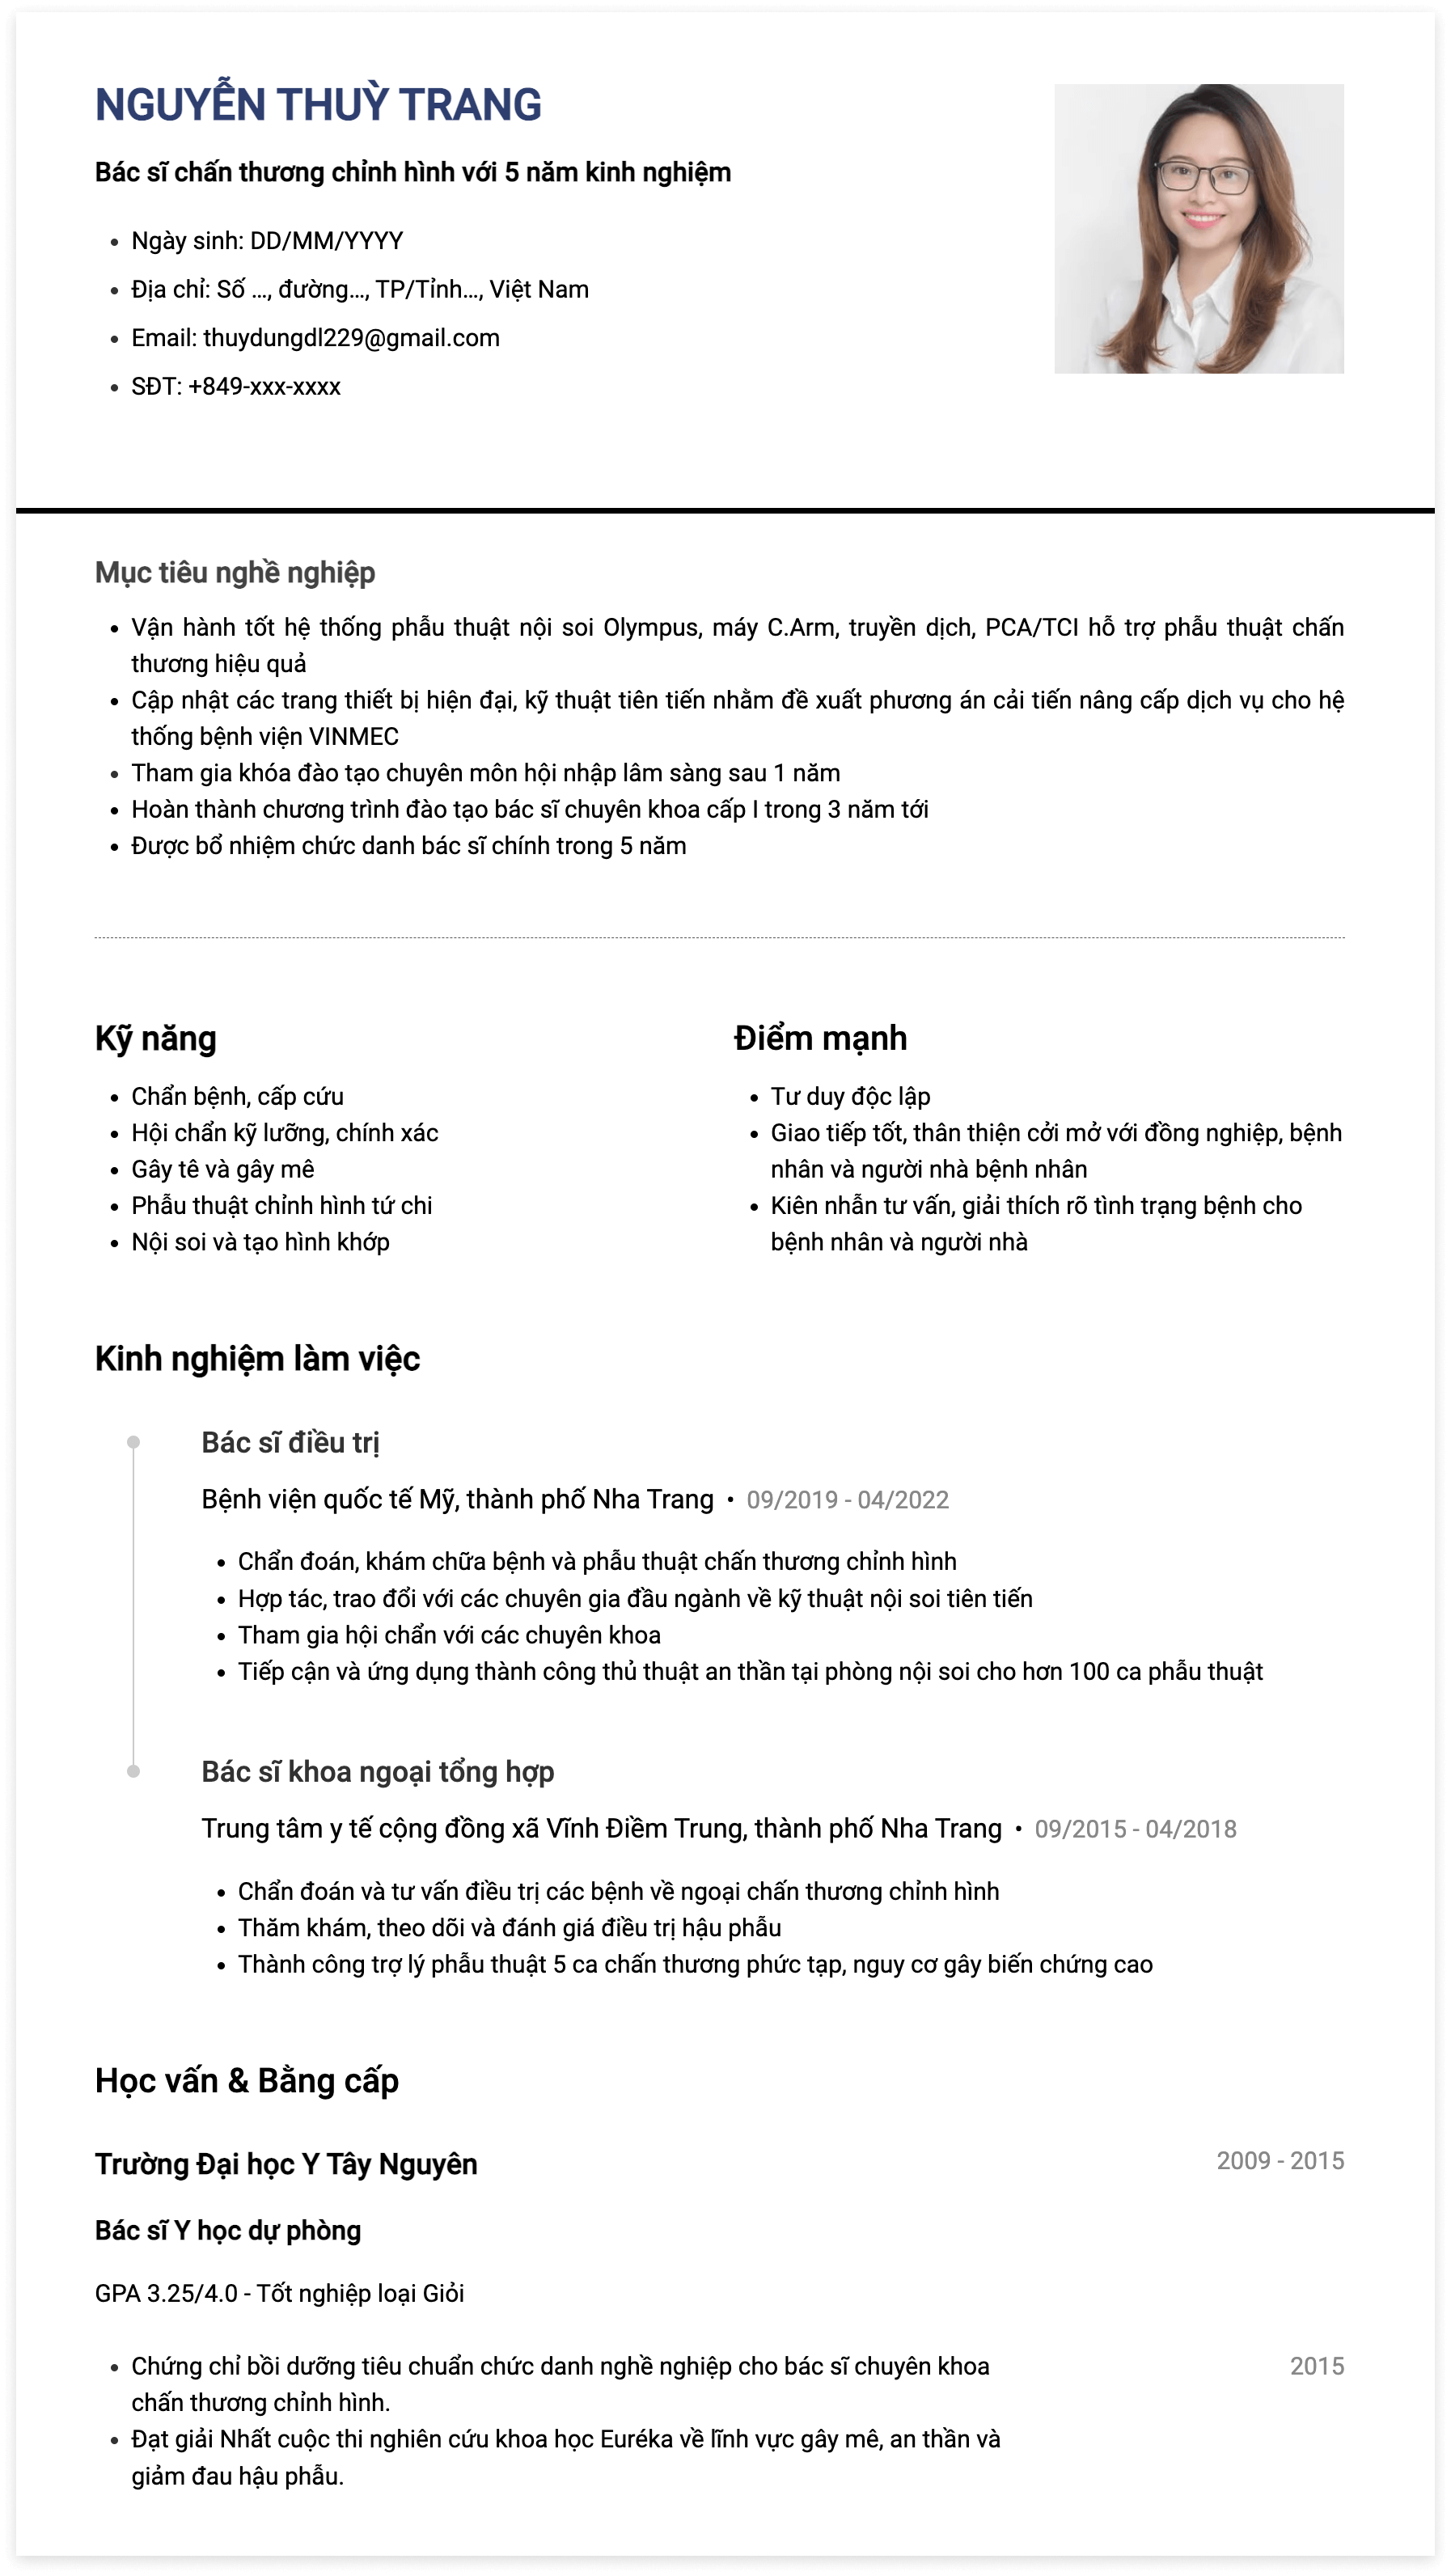 NGUYỄN THUỲ TRANG
Bác sĩ chấn thương chỉnh hình với 5 năm kinh nghiệm
Ngày sinh: DD/MM/YYYY
Địa chỉ: Số ..., đường..., TP/Tỉnh..., Việt Nam
Email: thuydungdl229@gmail.com
SĐT: +849-xxx-xxxx
Mục tiêu nghề nghiệp
Vận hành tốt hệ thống phẫu thuật nội soi Olympus, máy C.Arm, truyền dịch, PCA/TCI hỗ trợ phẫu thuật chấn
thương hiệu quả
Cập nhật các trang thiết bị hiện đại, kỹ thuật tiên tiến nhằm đề xuất phương án cải tiến nâng cấp dịch vụ cho hệ
thống bệnh viện VINMEC
Tham gia khóa đào tạo chuyên môn hội nhập lâm sàng sau 1 năm
Hoàn thành chương trình đào tạo bác sĩ chuyên khoa cấp I trong 3 năm tới
Được bổ nhiệm chức danh bác sĩ chính trong 5 năm
Kỹ năng
Chẩn bệnh, cấp cứu
Hội chẩn kỹ lưỡng, chính xác
Gây tê và gây mê
Phẫu thuật chỉnh hình tứ chi
Nội soi và tạo hình khớp
Điểm mạnh
Tư duy độc lập
Giao tiếp tốt, thân thiện cởi mở với đồng nghiệp, bệnh
nhân và người nhà bệnh nhân
Kiên nhẫn tư vấn, giải thích rõ tình trạng bệnh cho
bệnh nhân và người nhà
Kinh nghiệm làm việc
Bác sĩ điều trị
Bệnh viện quốc tế Mỹ, thành phố Nha Trang • 09/2019 - 04/2022
Chẩn đoán, khám chữa bệnh và phẫu thuật chấn thương chỉnh hình
Hợp tác, trao đổi với các chuyên gia đầu ngành về kỹ thuật nội soi tiên tiến
Tham gia hội chẩn với các chuyên khoa
Tiếp cận và ứng dụng thành công thủ thuật an thần tại phòng nội soi cho hơn 100 ca phẫu thuật
Bác sĩ khoa ngoại tổng hợp
Trung tâm y tế cộng đồng xã Vĩnh Điềm Trung, thành phố Nha Trang • 09/2015 - 04/2018
Chẩn đoán và tư vấn điều trị các bệnh về ngoại chấn thương chỉnh hình
Thăm khám, theo dõi và đánh giá điều trị hậu phẫu
Thành công trợ lý phẫu thuật 5 ca chấn thương phức tạp, nguy cơ gây biến chứng cao
Học vấn & Bằng cấp
Trường Đại học Y Tây Nguyên 2009 - 2015
Bác sĩ Y học dự phòng
GPA 3.25/4.0 - Tốt nghiệp loại Giỏi
Chứng chỉ bồi dưỡng tiêu chuẩn chức danh nghề nghiệp cho bác sĩ chuyên khoa 2015
chấn thương chỉnh hình.
Đạt giải Nhất cuộc thi nghiên cứu khoa học Euréka về lĩnh vực gây mê, an thần và
giảm đau hậu phẫu.